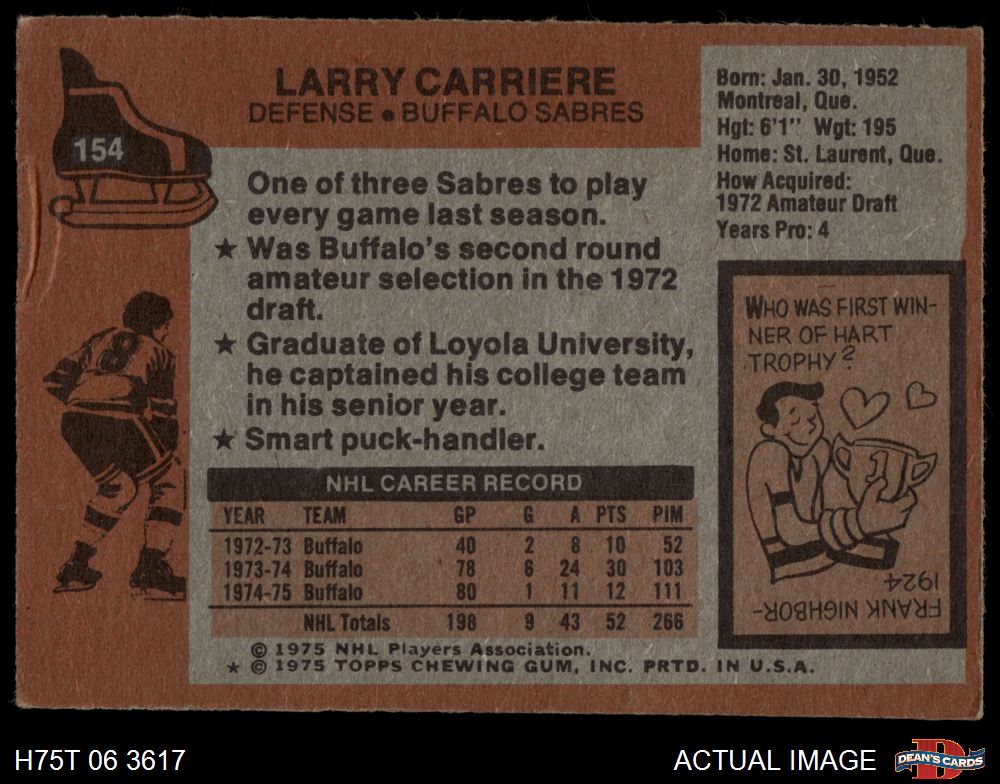 154
LARRY CARRIERE
DEFENSE • BUFFALO SABRES
Born: Jan. 30, 1952
Montreal, Que.
Hgt: 6'1" Wgt: 195
Home: St. Laurent, Que.
How Acquired:
1972 Amateur Draft
Years Pro: 4
One of three Sabres to play
every game last season.
★ Was Buffalo's second round
amateur selection in the 1972
draft.
★ Graduate of Loyola University,
he captained his college team
in his senior year.
★ Smart puck-handler.
8
WHO WAS FIRST WIN-
NER OF HART
TROPHY?
1
FRANK NIGHBOR-
1924
NHL CAREER RECORD
YEAR TEAM GP G A PTS PIM
1972-73 Buffalo 40 2 8 10 52
1973-74 Buffalo 78 6 24 30 103
1974-75 Buffalo 80 1 11 12 111
NHL Totals 198 9 43 52 266
© 1975 NHL Players Association.
★ © 1975 TOPPS CHEWING GUM, INC. PRTD. IN U.S.A.
H75T 06 3617
ACTUAL IMAGE
D
DEAN'S CARDS